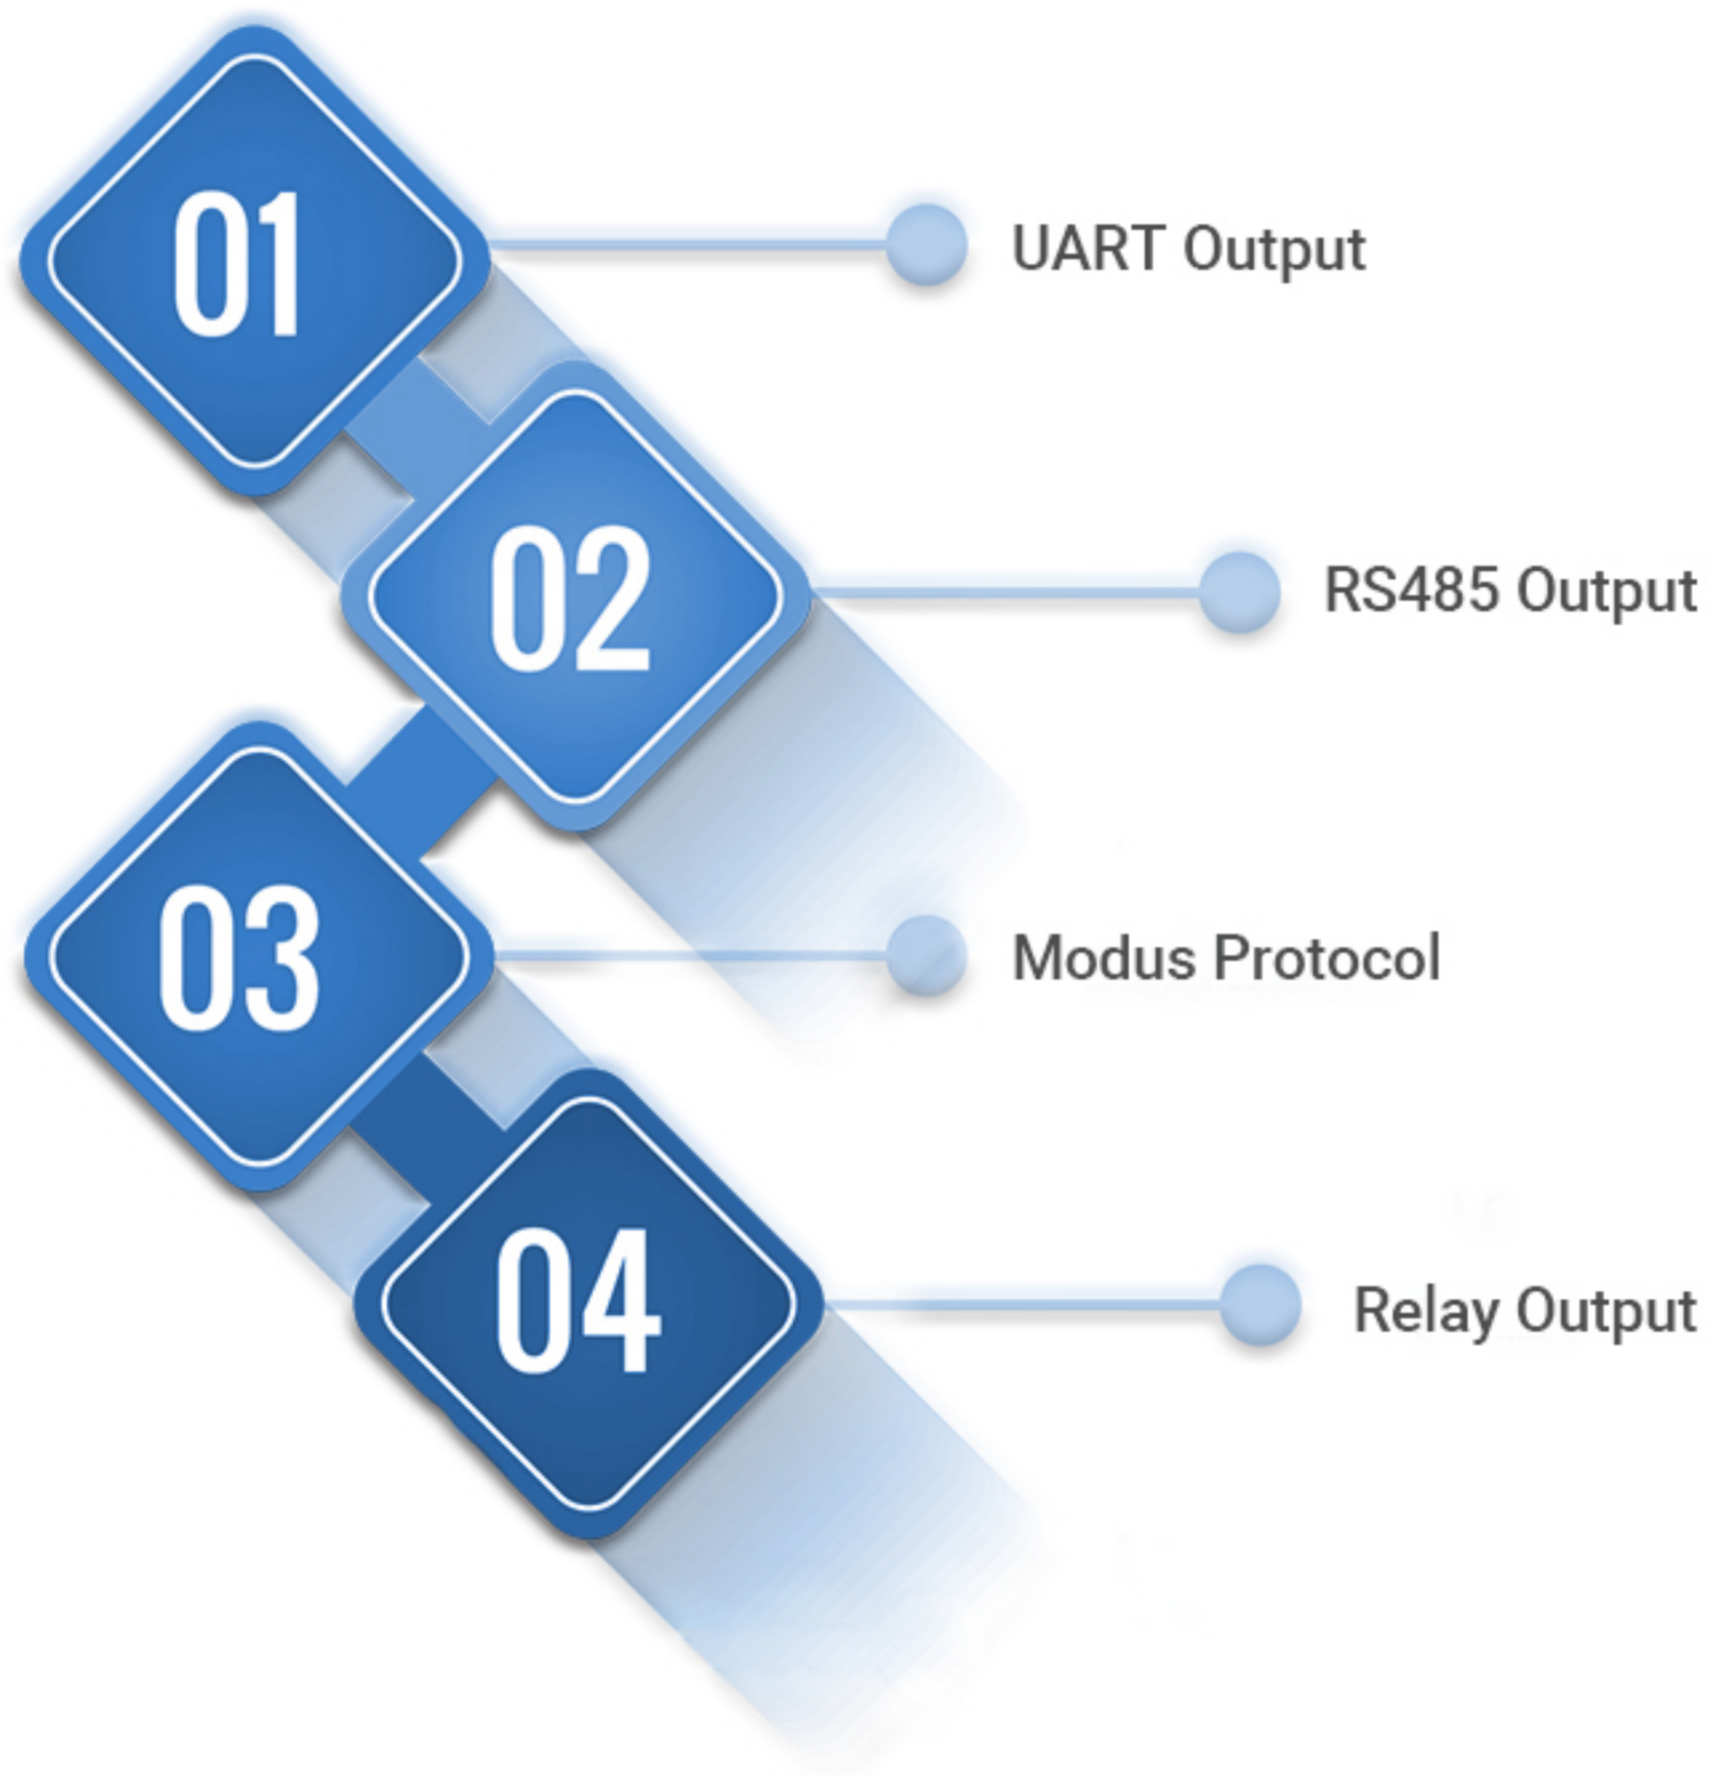 01
UART Output
02
RS485 Output
03
Modus Protocol
04
Relay Output